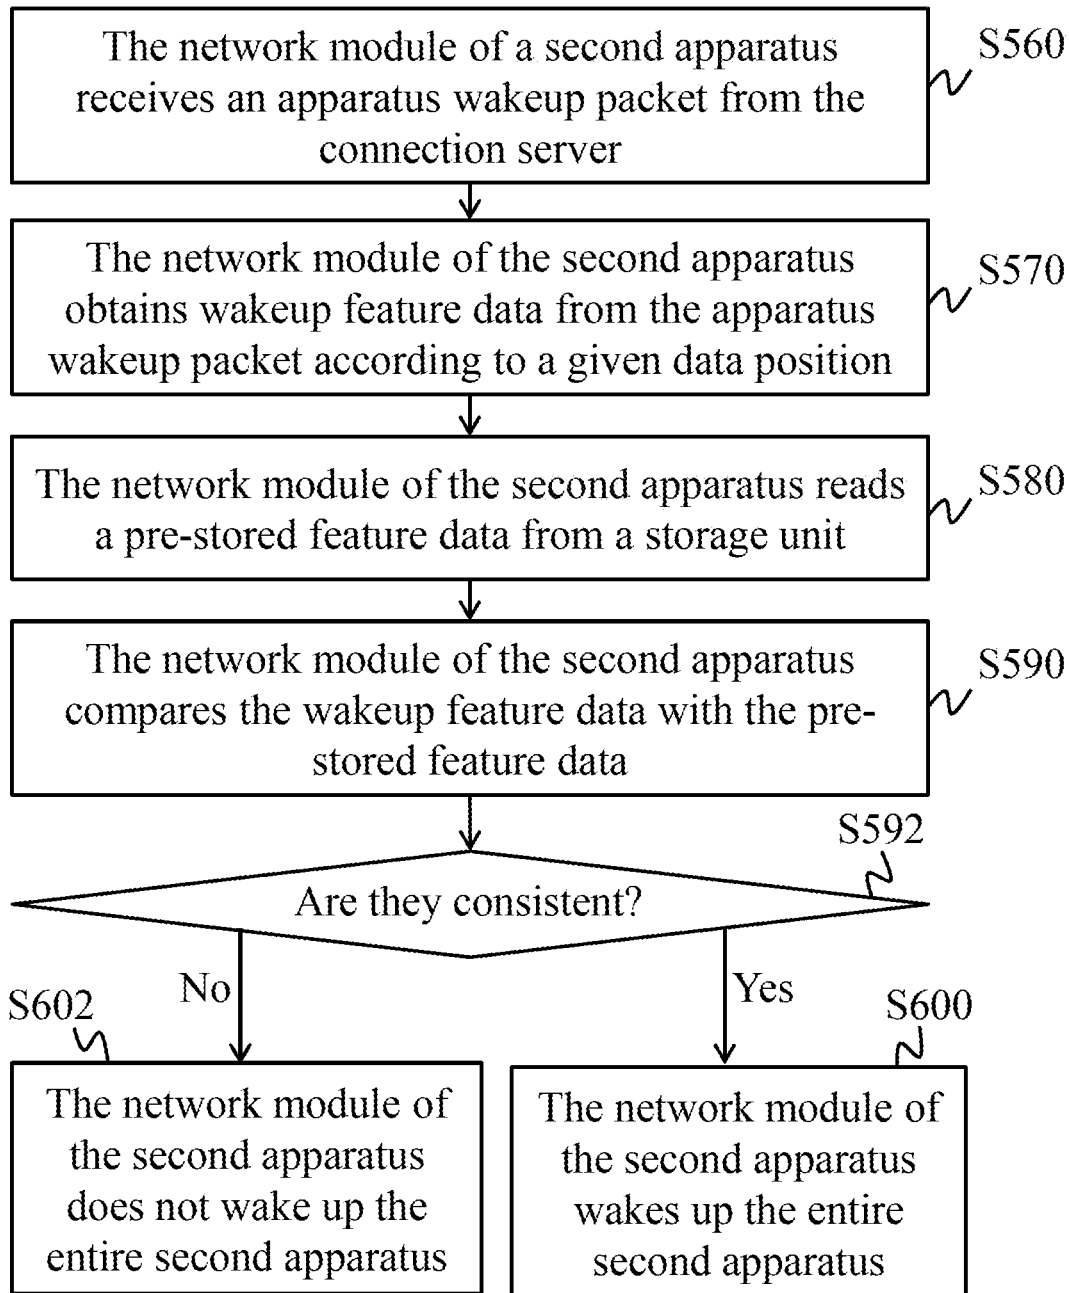 The network module of a second apparatus
receives an apparatus wakeup packet from the
connection server
S560
The network module of the second apparatus
obtains wakeup feature data from the apparatus
wakeup packet according to a given data position
S570
The network module of the second apparatus reads
a pre-stored feature data from a storage unit
S580
The network module of the second apparatus
compares the wakeup feature data with the pre-
stored feature data
S590
S592
Are they consistent?
No
Yes
S602
S600
The network module of
the second apparatus
does not wake up the
entire second apparatus
The network module of
the second apparatus
wakes up the entire
second apparatus